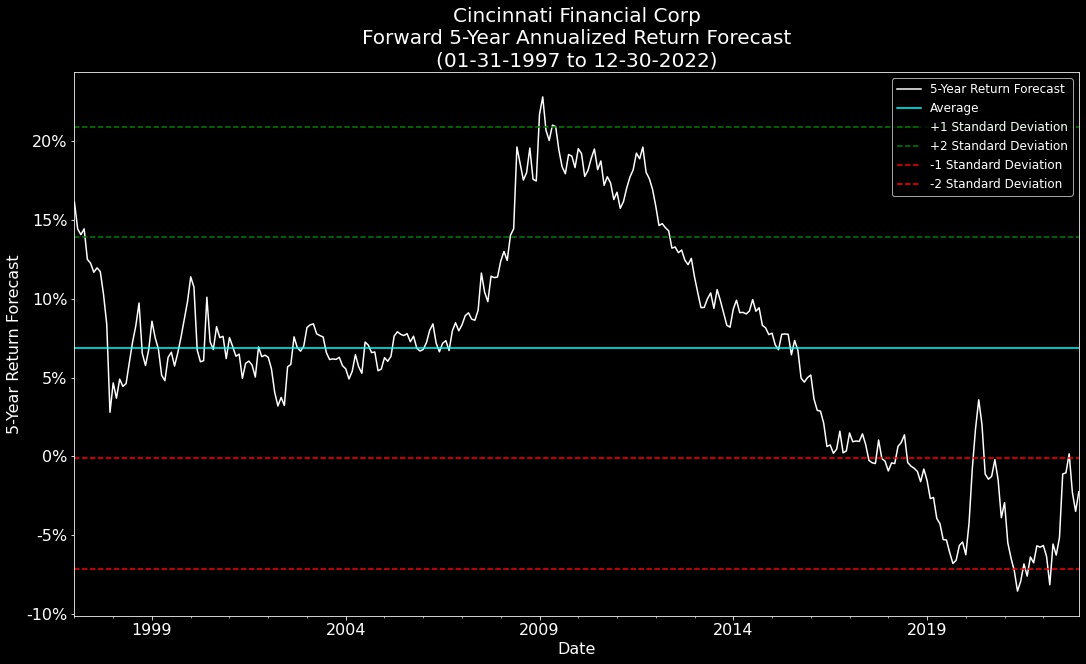 Cincinnati Financial Corp
Forward 5-Year Annualized Return Forecast
(01-31-1997 to 12-30-2022)
5-Year Return Forecast
Average
+1 Standard Deviation
+2 Standard Deviation
-1 Standard Deviation
-2 Standard Deviation
5-Year Return Forecast
20%
15%
10%
5%
0%
-5%
-10%
1999 2004 2009 2014 2019
Date